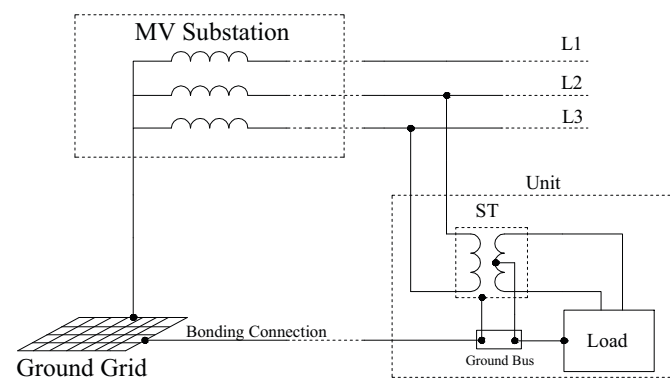 MV Substation
L1
L2
L3
Unit
ST
Bonding Connection
Load
Ground Bus
Ground Grid